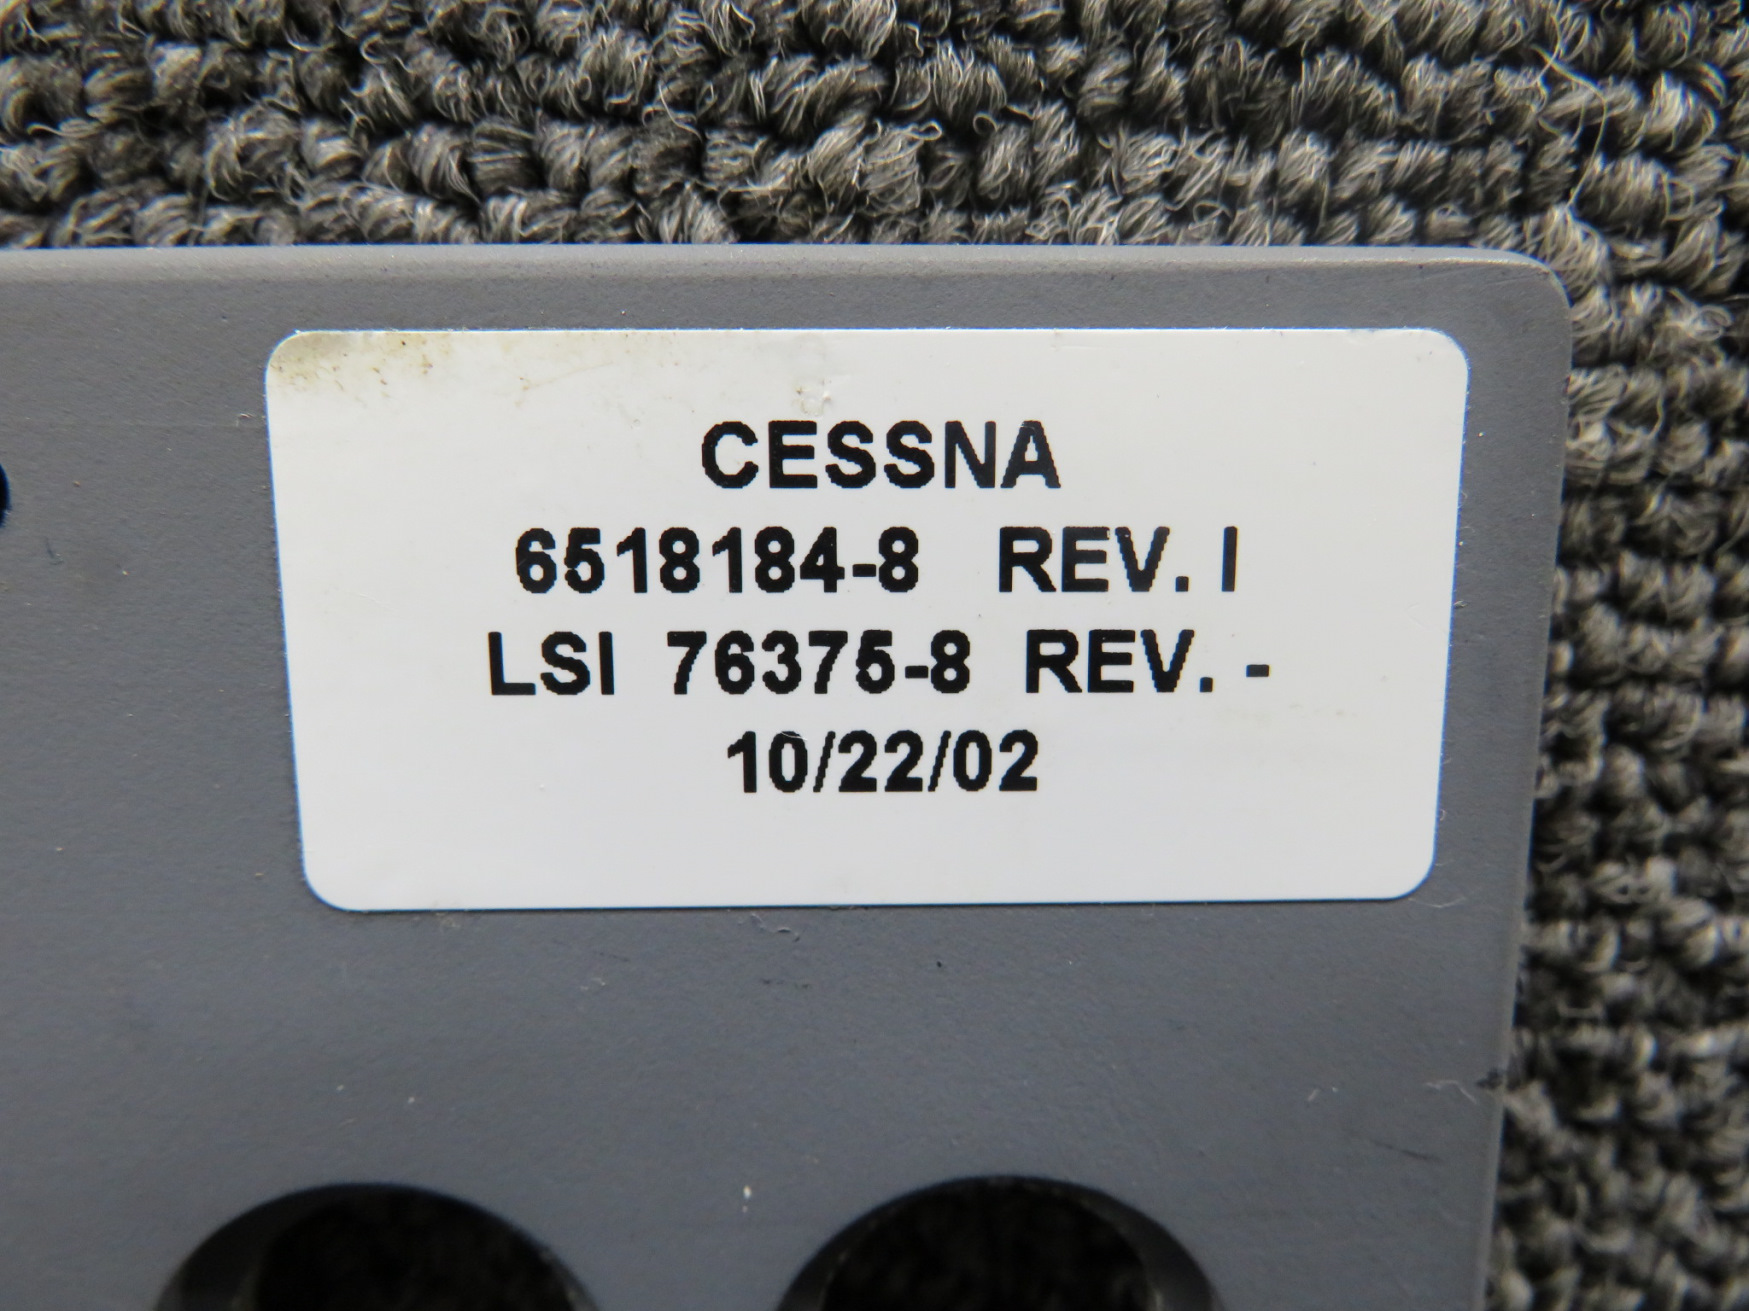 CESSNA
6518184-8 REV. I
LSI 76375-8 REV. -
10/22/02